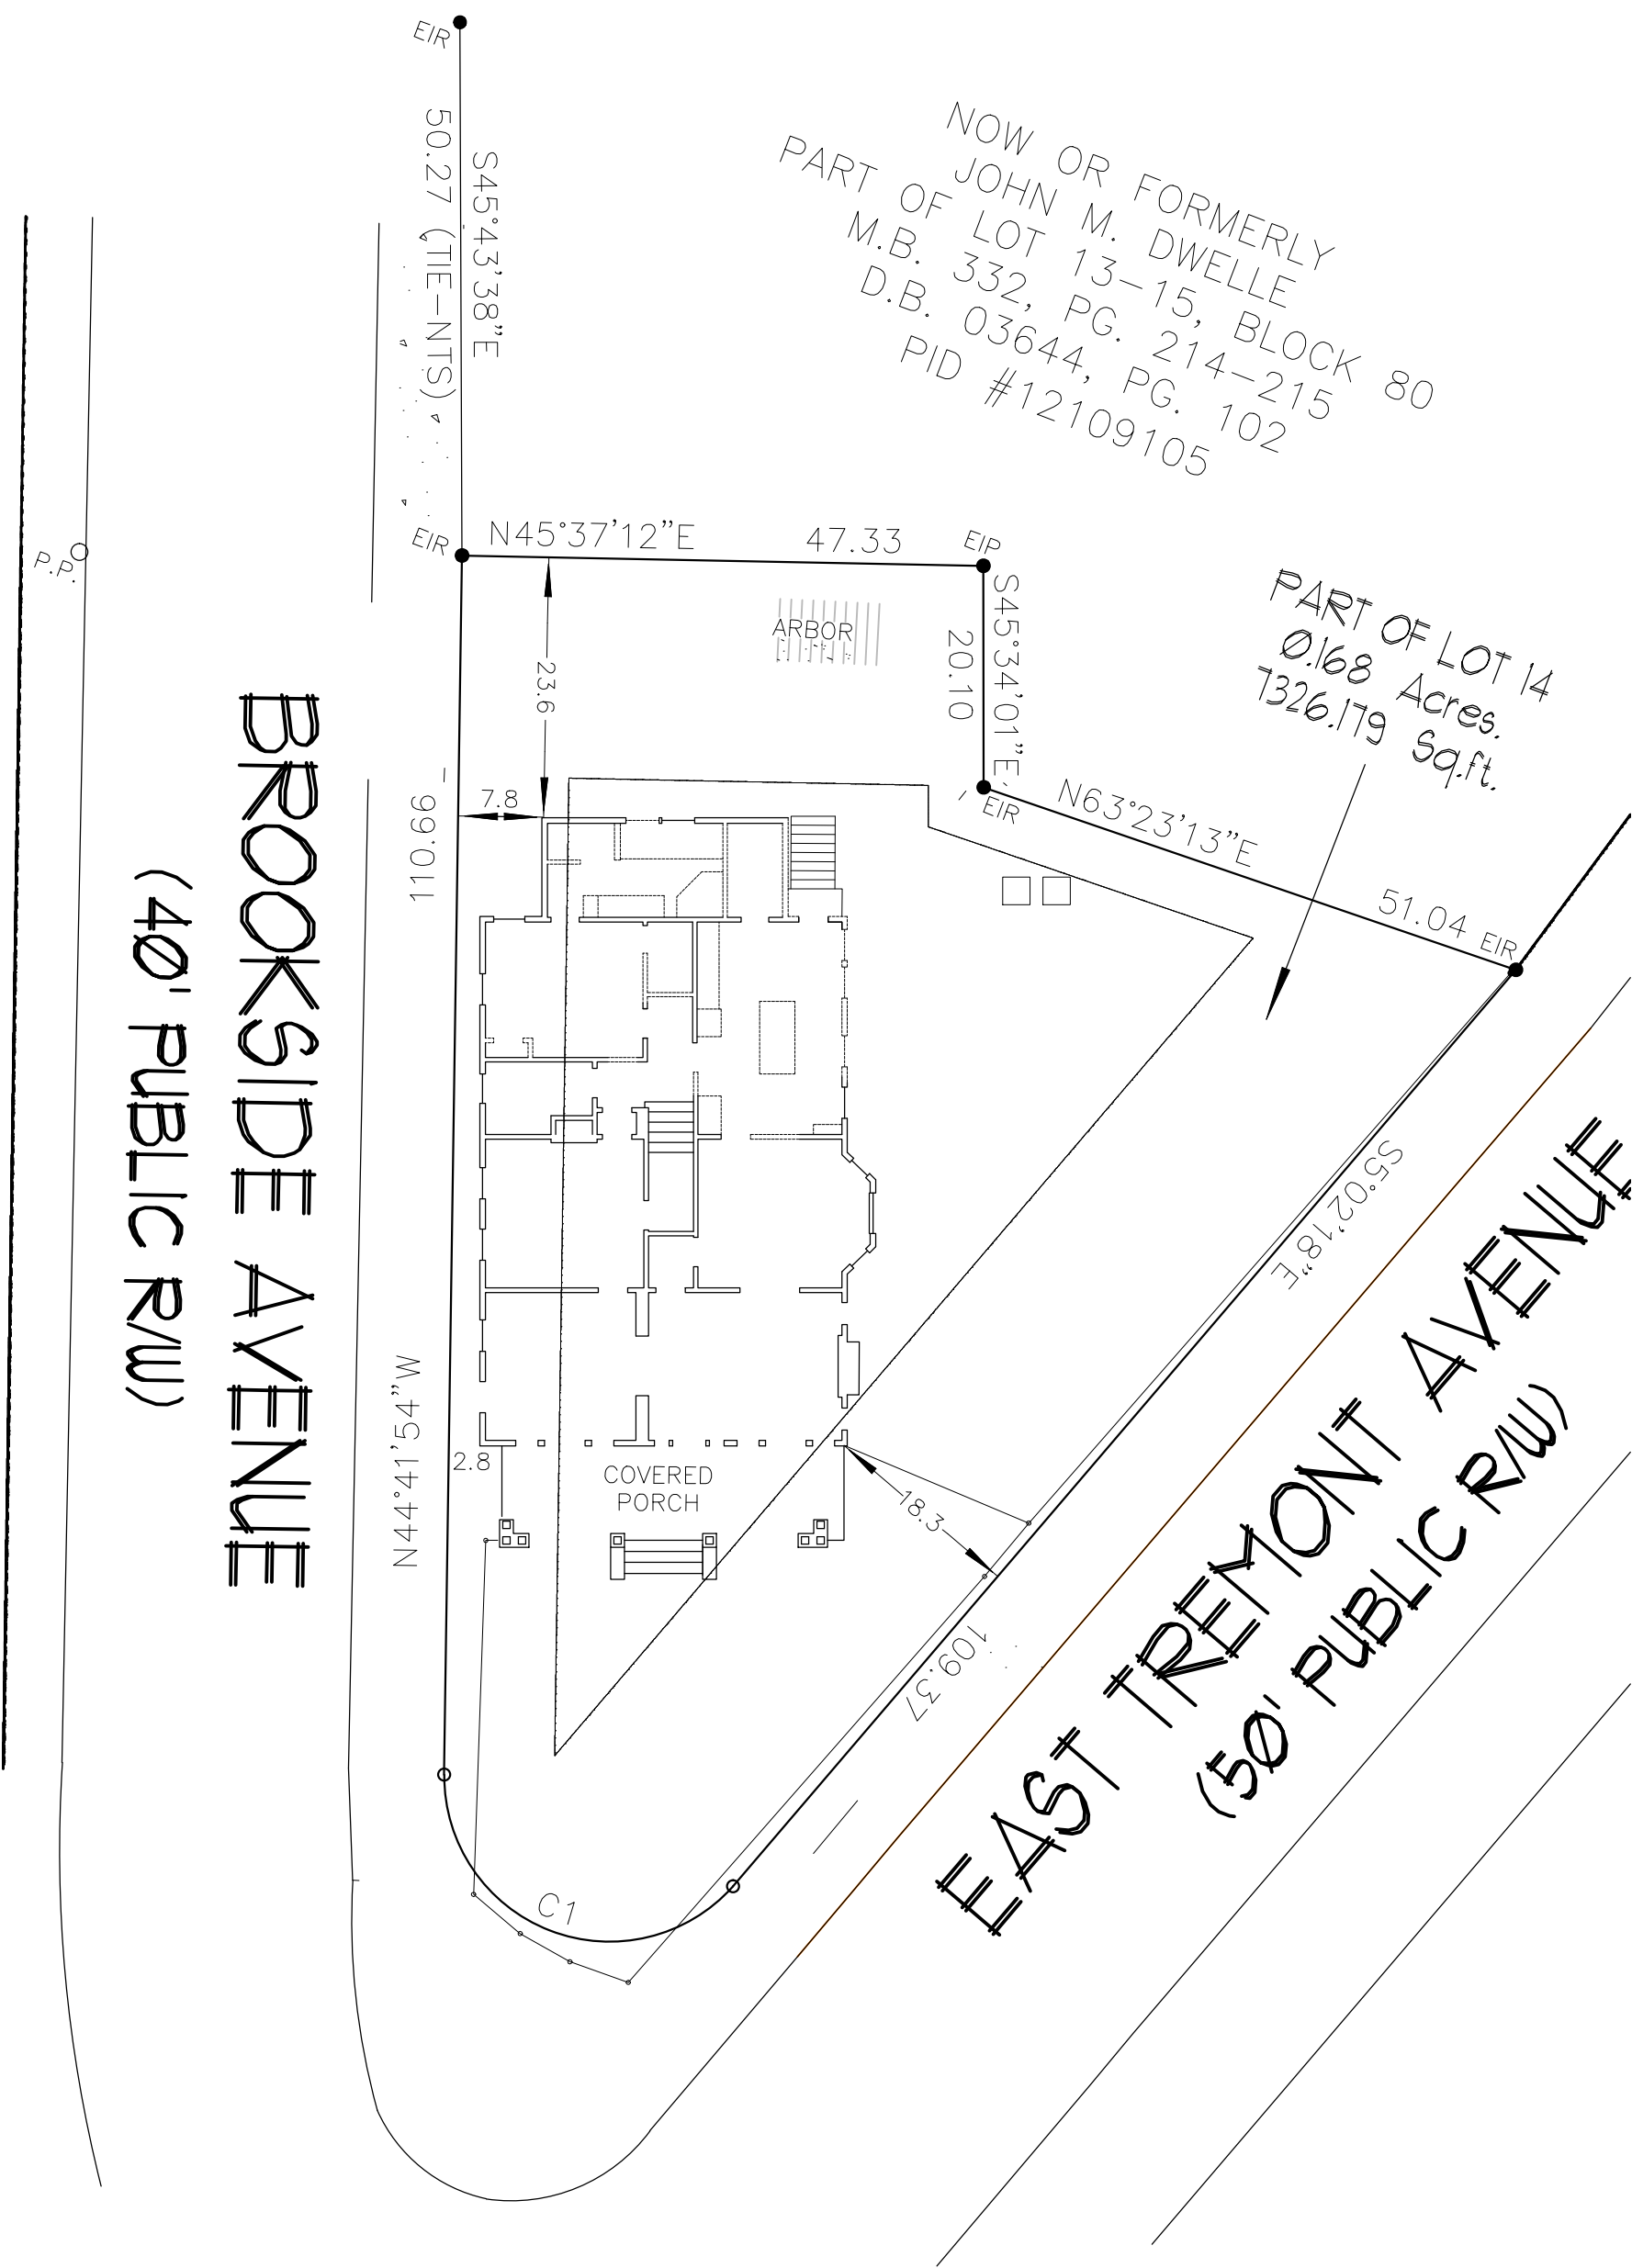 EIR
S45°43'38"E
50.27 (TIE-NTS)
NOW OR FORMERLY
JOHN M. DWELLE
PART OF LOT 13-15, BLOCK 80
M.B. 332, PG. 214-215
D.B. 03644, PG. 102
PID #12109105
EIR
N45°37'12"E
47.33
EIP
P.P.
S45°34'01"E
20.10
ARBOR
23.6
PART OF LOT 14
0.168 Acres.
7326.179 Sq.ft.
EIR
N63°23'13"E
51.04
EIR
7.8
110.99
N44°41'54"W
BROOKSIDE AVENUE
(40' PUBLIC R/W)
S5°02'18"E
109.37
EAST TREMONT AVENUE
(50' PUBLIC R/W)
2.8
COVERED
PORCH
18.3
C1